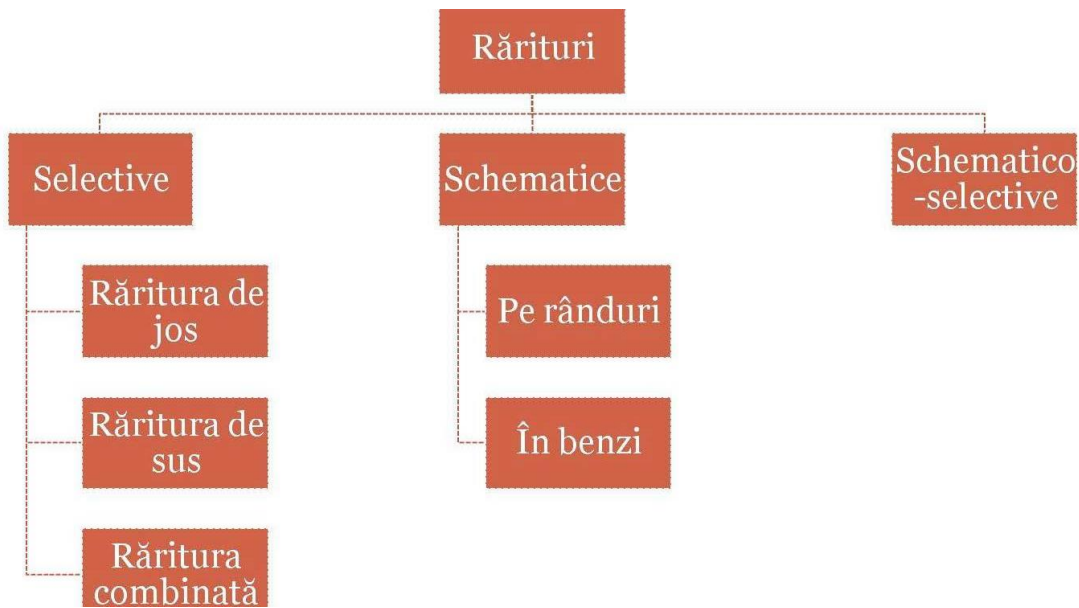 Rărituri
Selective
Schematice
Schematico
-selective
Răritura de
jos
Pe rânduri
Răritura de
sus
În benzi
Răritura
combinată